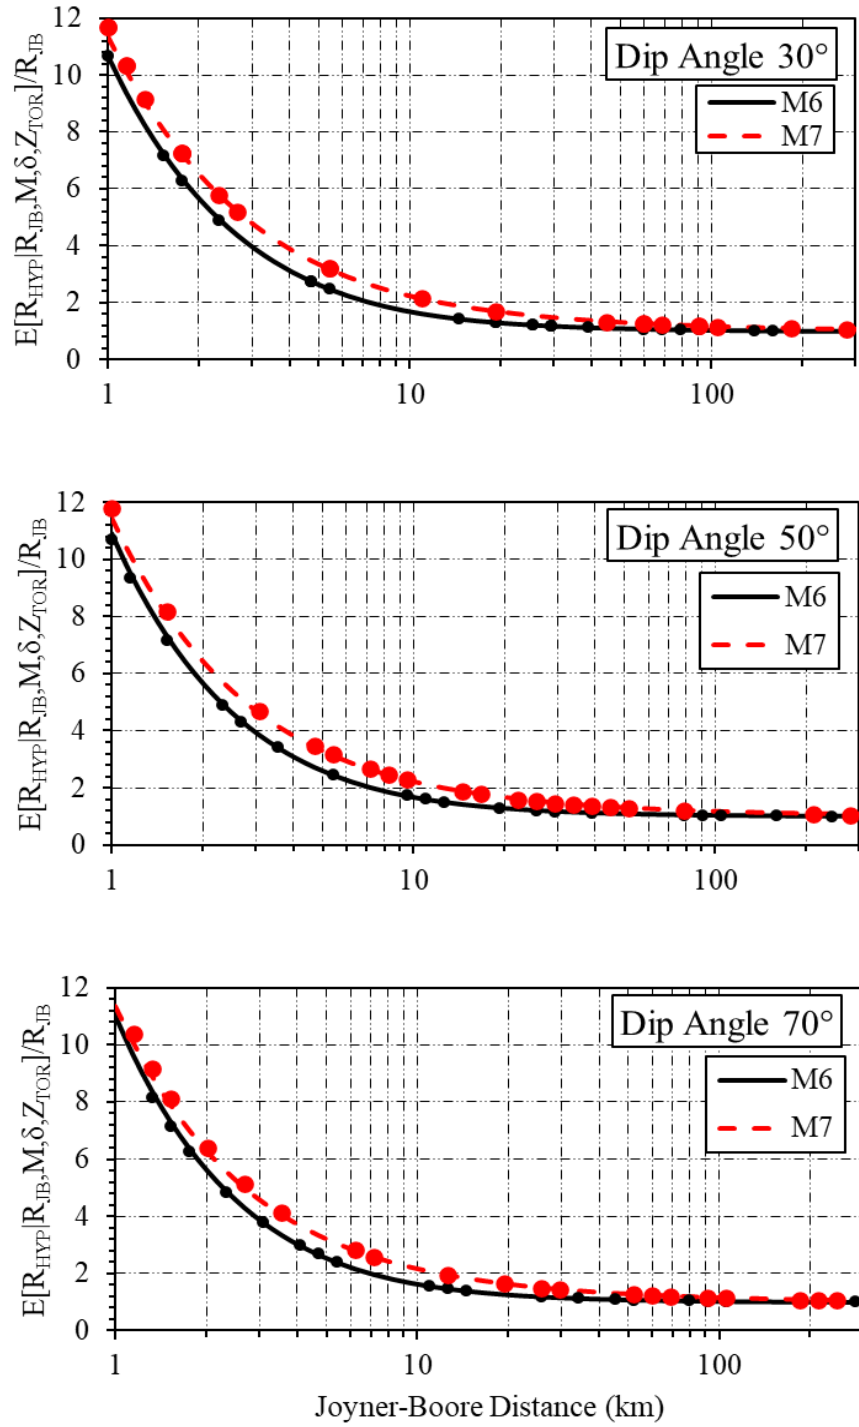 E[R_HYP|R_JB,M,δ,Z_TOR]/R_JB
12
10
8
6
4
2
0
Dip Angle 30°
M6
M7
1
10
100
E[R_HYP|R_JB,M,δ,Z_TOR]/R_JB
12
10
8
6
4
2
0
Dip Angle 50°
M6
M7
1
10
100
E[R_HYP|R_JB,M,δ,Z_TOR]/R_JB
12
10
8
6
4
2
0
Dip Angle 70°
M6
M7
1
10
100
Joyner-Boore Distance (km)